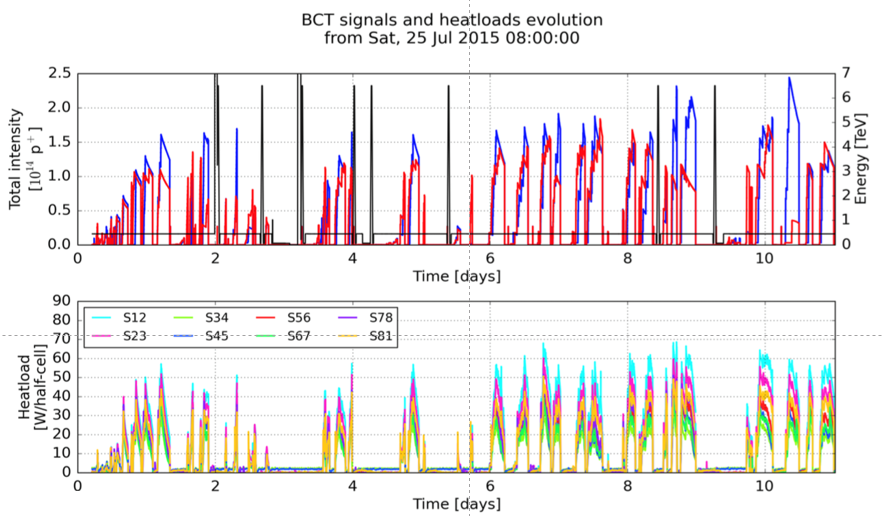 BCT signals and heatloads evolution
from Sat, 25 Jul 2015 08:00:00
2.5
2.0
1.5
1.0
0.5
0.0
Total intensity
[10^14 p^+]
7
6
5
4
3
2
1
0
Energy [TeV]
0 2 4 6 8 10
Time [days]
90
80
70
60
50
40
30
20
10
0
Heatload
[W/half-cell]
S12 S34 S56 S78
S23 S45 S67 S81
0 2 4 6 8 10
Time [days]